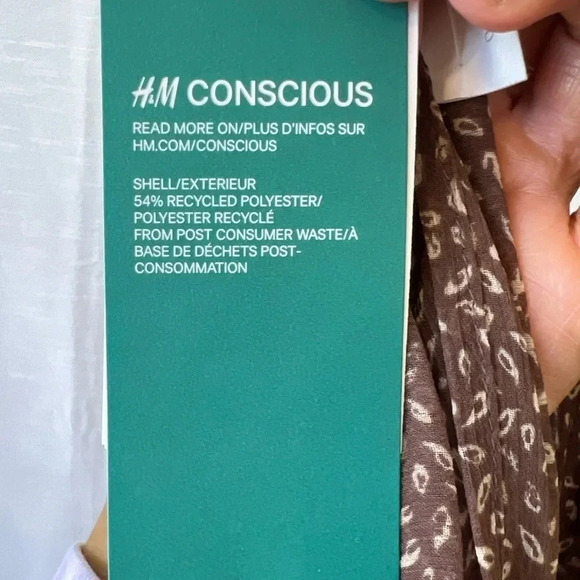 H&M CONSCIOUS
READ MORE ON/PLUS D'INFOS SUR
HM.COM/CONSCIOUS
SHELL/EXTERIEUR
54% RECYCLED POLYESTER/
POLYESTER RECYCLÉ
FROM POST CONSUMER WASTE/À
BASE DE DÉCHETS POST-
CONSOMMATION